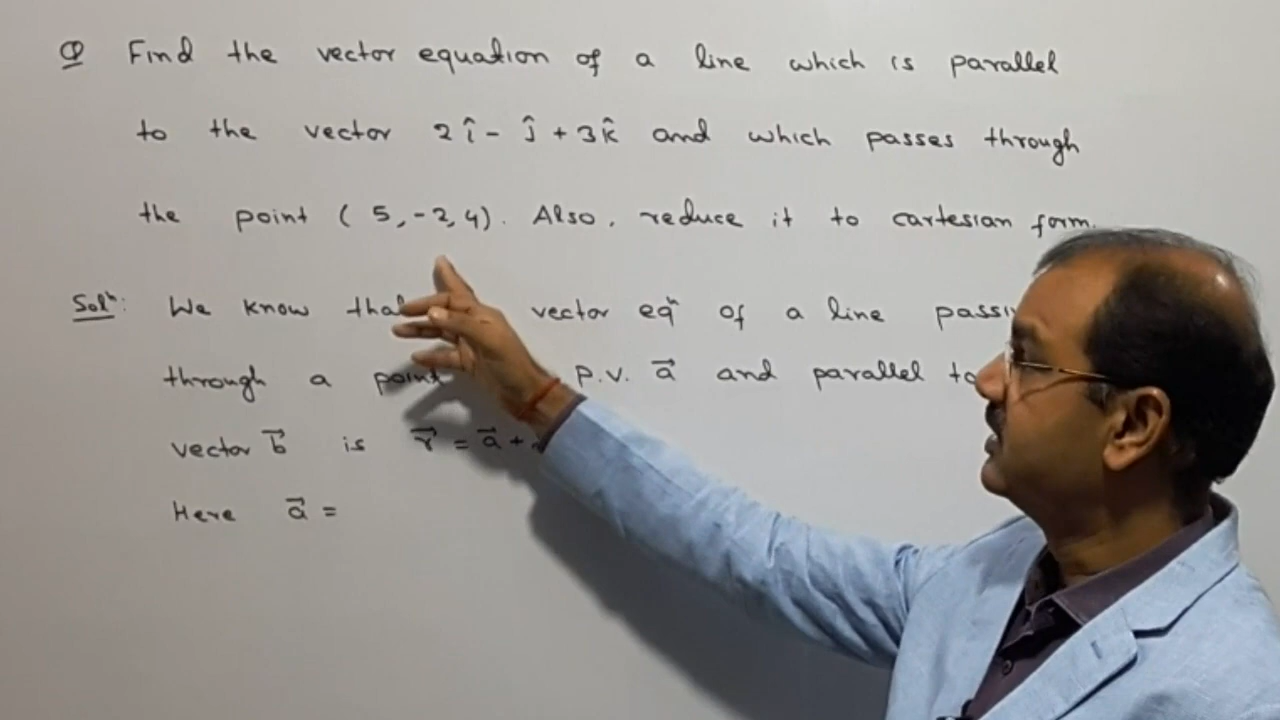 Q Find the vector equation of a line which is parallel
to the vector 2î - ĵ + 3k̂ and which passes through
the point (5, -2, 4). Also, reduce it to cartesian form.
Solⁿ: We know vector eqⁿ of a line
through a point p.v. a⃗ and parallel to
vector b⃗ is r⃗ = a⃗ +
Here a⃗ =